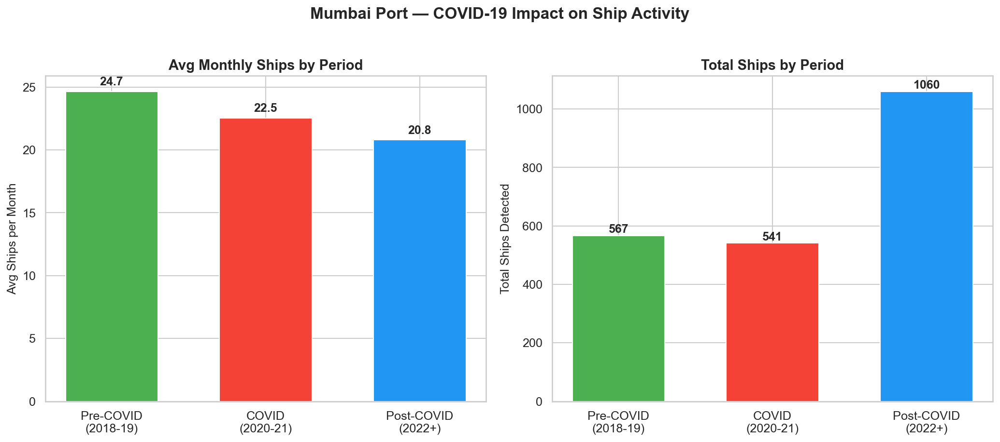 Mumbai Port — COVID-19 Impact on Ship Activity
Avg Monthly Ships by Period
24.7
22.5
20.8
25
20
15
10
5
0
Avg Ships per Month
Pre-COVID
(2018-19)
COVID
(2020-21)
Post-COVID
(2022+)
Total Ships by Period
1060
567
541
1000
800
600
400
200
0
Total Ships Detected
Pre-COVID
(2018-19)
COVID
(2020-21)
Post-COVID
(2022+)